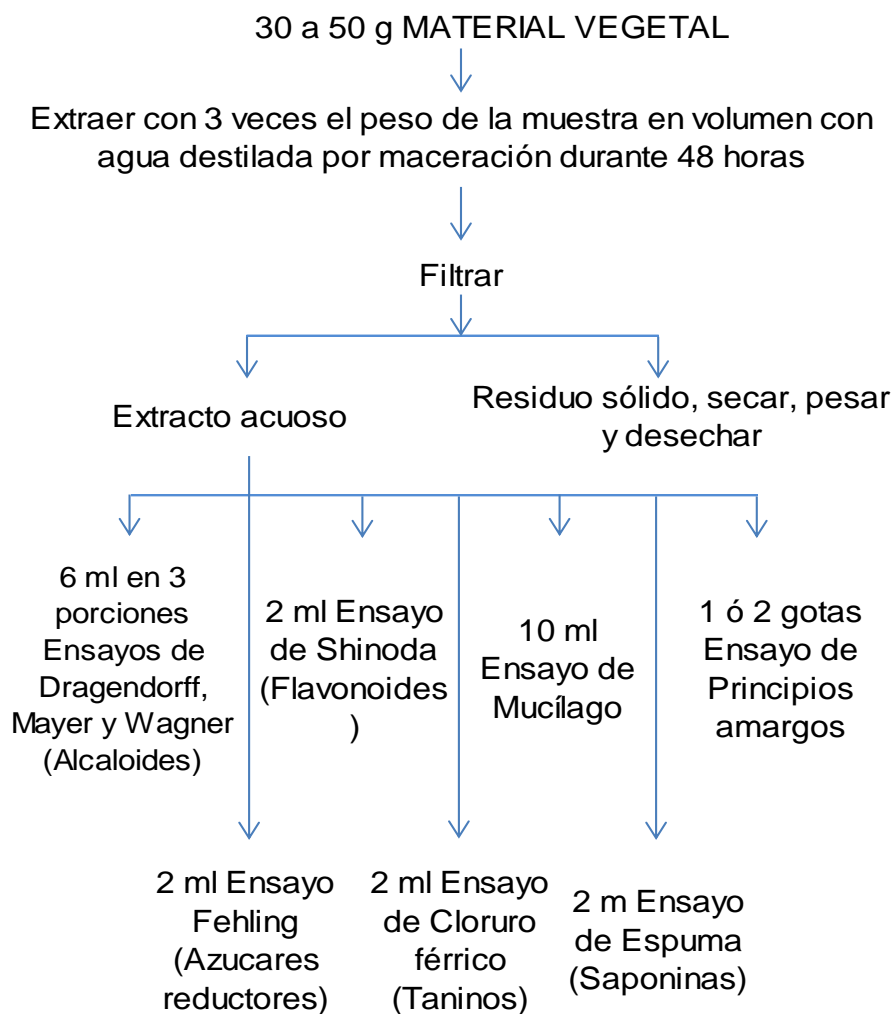 30 a 50 g MATERIAL VEGETAL
Extraer con 3 veces el peso de la muestra en volumen con
agua destilada por maceración durante 48 horas
Filtrar
Extracto acuoso
Residuo sólido, secar, pesar
y desechar
6 ml en 3
porciones
Ensayos de
Dragendorff,
Mayer y Wagner
(Alcaloides)
2 ml Ensayo
de Shinoda
(Flavonoides
)
10 ml
Ensayo de
Mucílago
1 ó 2 gotas
Ensayo de
Principios
amargos
2 ml Ensayo
Fehling
(Azucares
reductores)
2 ml Ensayo
de Cloruro
férrico
(Taninos)
2 m Ensayo
de Espuma
(Saponinas)